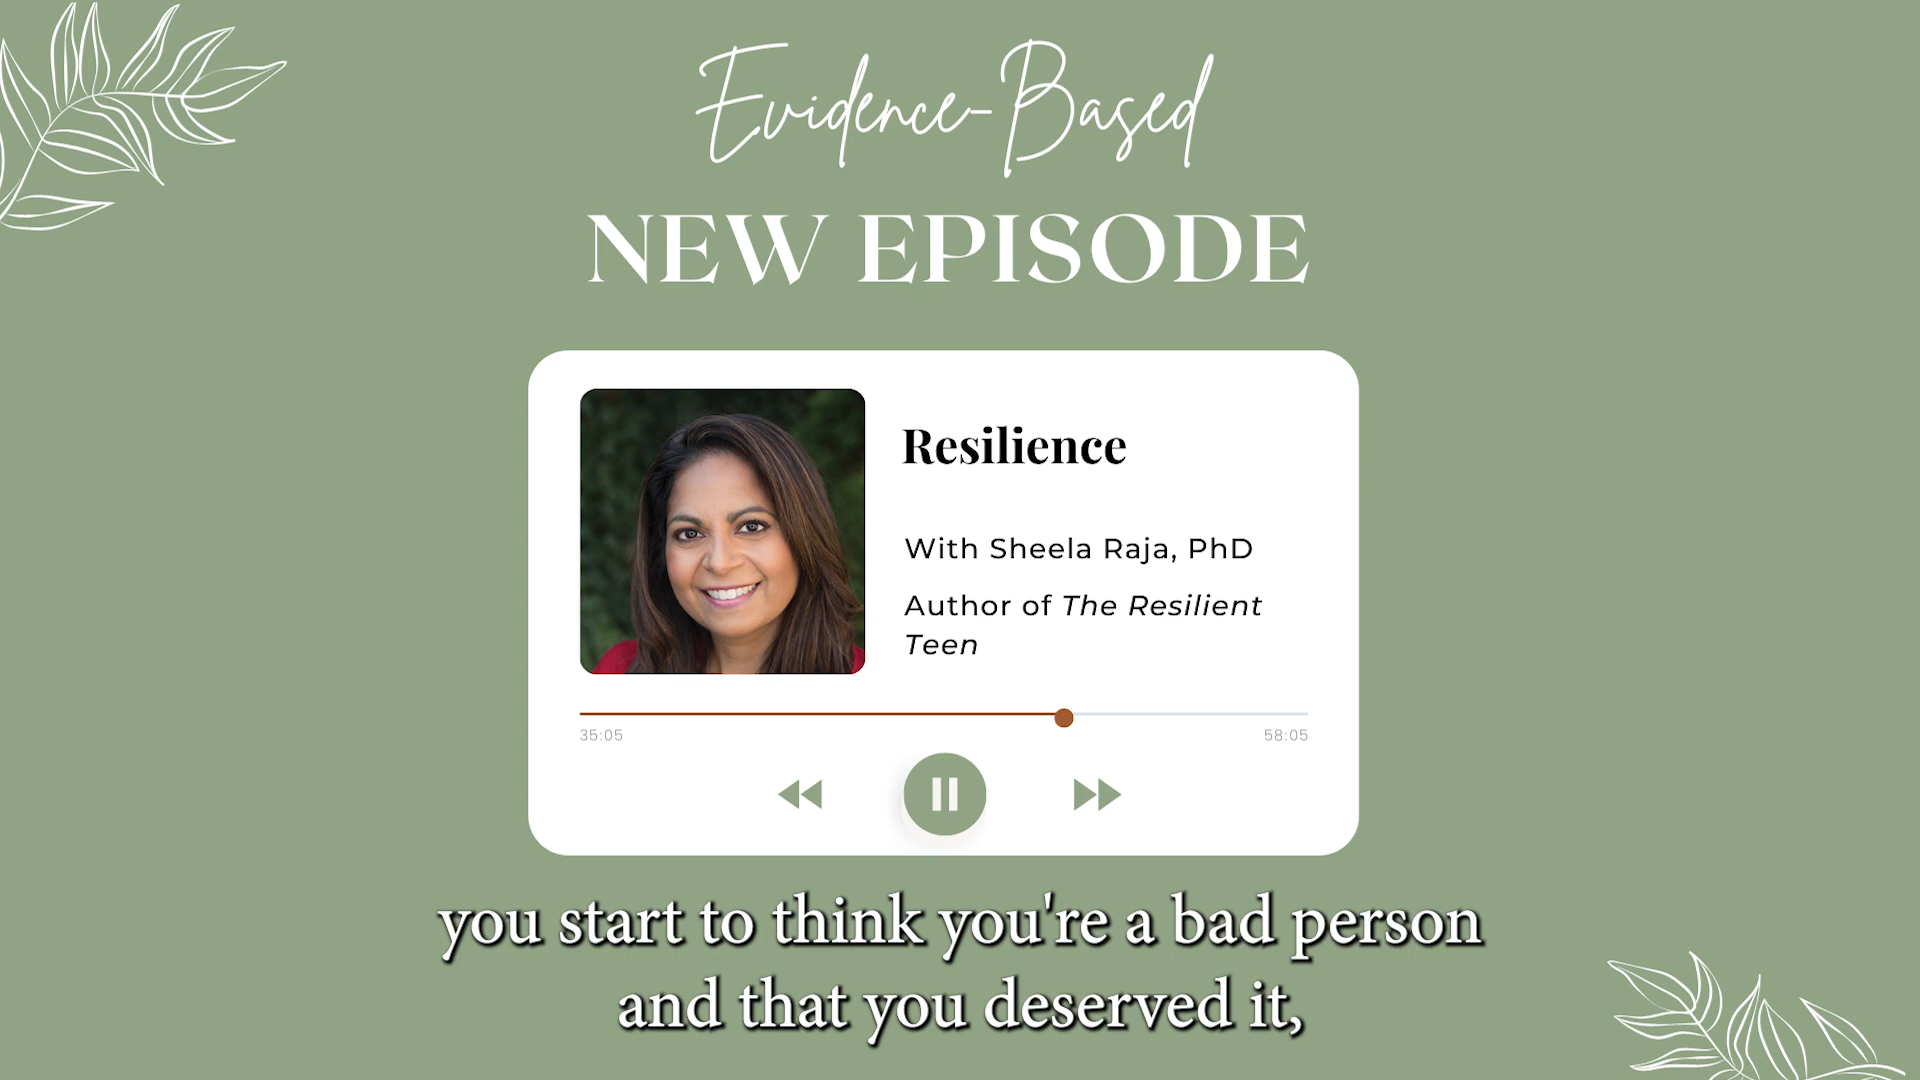 Evidence-Based
NEW EPISODE
Resilience
With Sheela Raja, PhD
Author of The Resilient
Teen
35:05
58:05
you start to think you're a bad person
and that you deserved it,